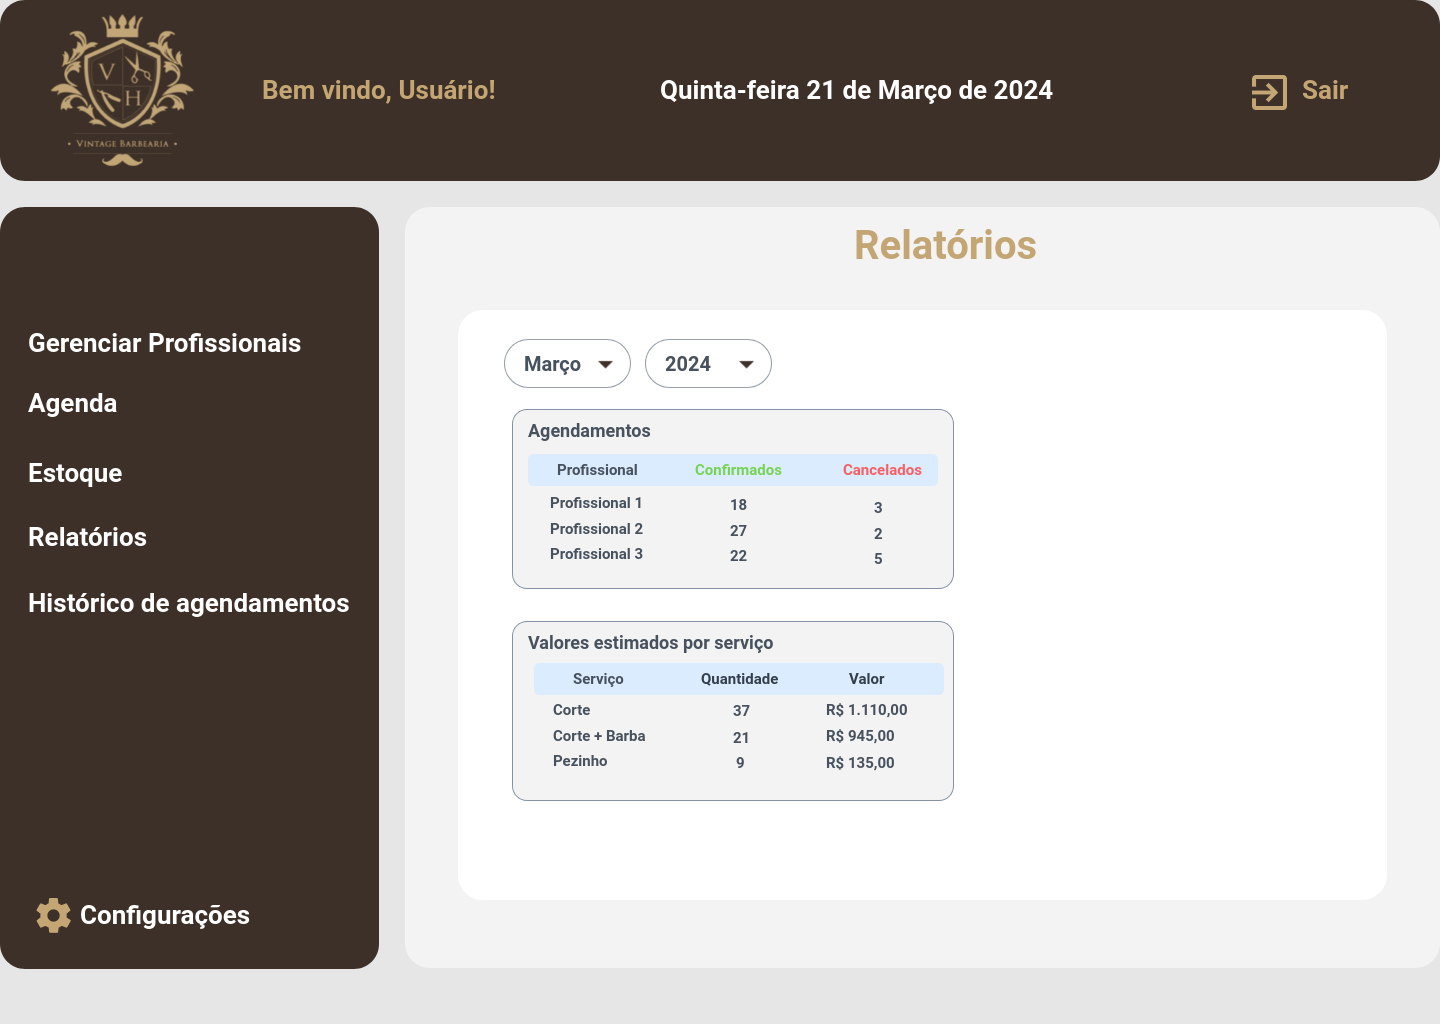 V
H
• VINTAGE BARBEARIA •
Bem vindo, Usuário!
Quinta-feira 21 de Março de 2024
Sair
Gerenciar Profissionais
Agenda
Estoque
Relatórios
Histórico de agendamentos
Configurações
Relatórios
Março
2024
Agendamentos
Profissional Confirmados Cancelados
Profissional 1 18 3
Profissional 2 27 2
Profissional 3 22 5
Valores estimados por serviço
Serviço Quantidade Valor
Corte 37 R$ 1.110,00
Corte + Barba 21 R$ 945,00
Pezinho 9 R$ 135,00